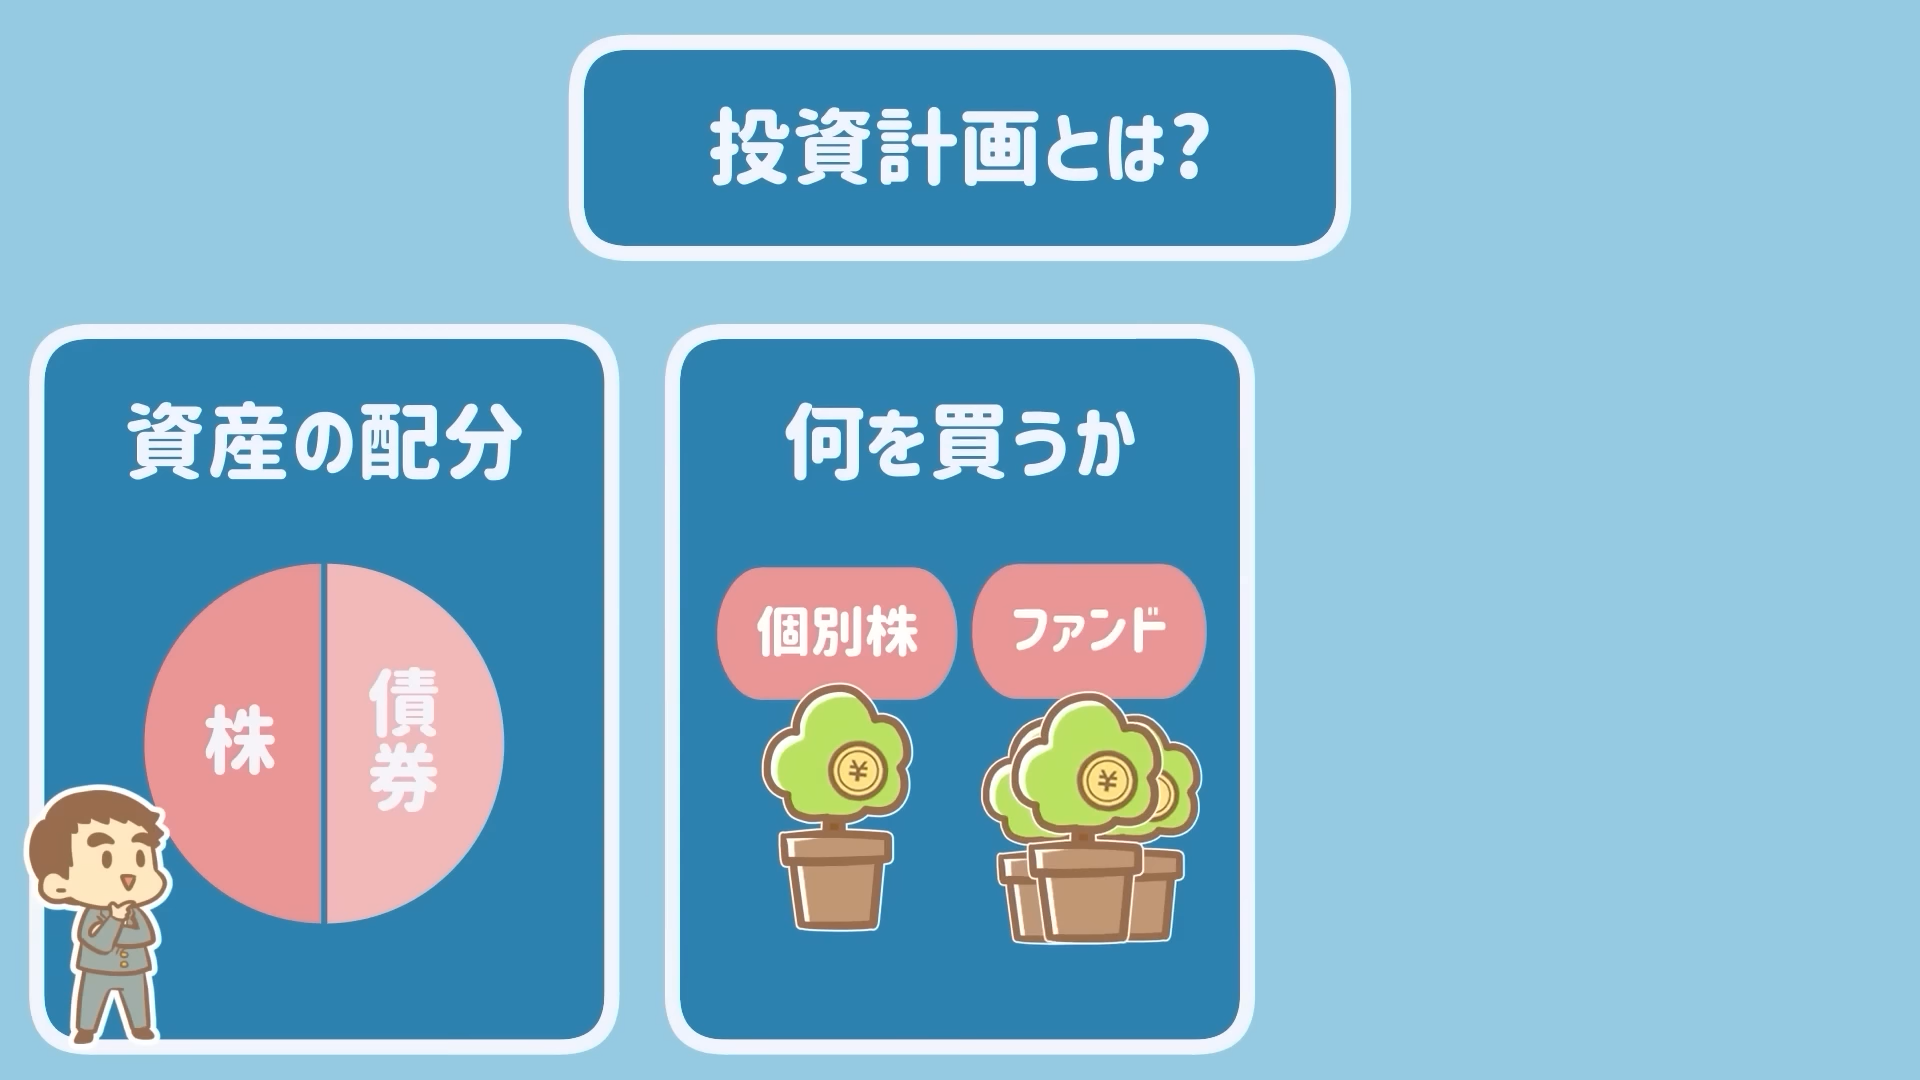 投資計画とは?
資産の配分
株
債券
何を買うか
個別株
ファンド
¥
¥